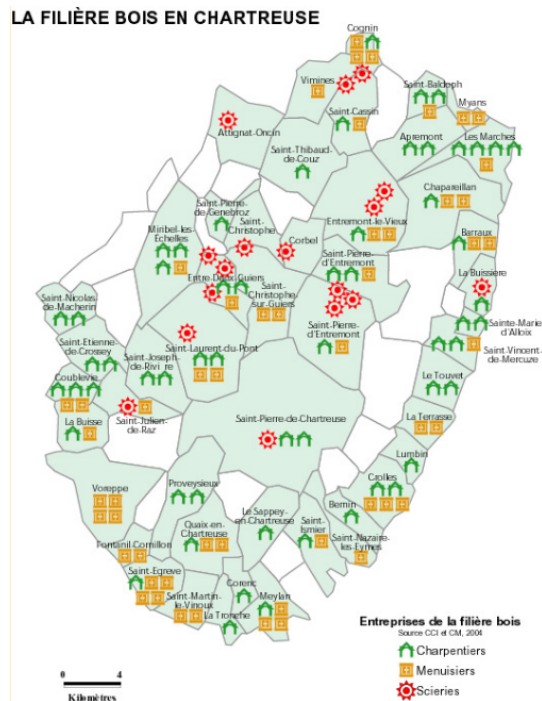 LA FILIÈRE BOIS EN CHARTREUSE
Cognin
Vimines
Saint-Baldoph
Myans
Saint-Cassin
Attignat-Oncin
Apremont
Les Marches
Saint-Thibaud-
de-Couz
Chapareillan
Saint-Pierre-
de-Genebroz
Saint-
Christophe
Entremont-le-Vieux
Miribel-les
Echelles
Corbel
Barraux
Saint-Pierre-
d'Entremont
La Buissière
Entre-Deux-Guiers
Saint-
Christophe-
sur-Guiers
Saint-Nicolas
de-Macherin
Sainte-Marie
d'Alloix
Saint-Pierre-
d'Entremont
Saint-Vincent-
de-Mercuze
Saint-Etienne
de-Crossey
Saint-Laurent-du-Pont
Saint-Joseph-
de-Rivi re
Coublevie
Le Touvet
La Buisse
Saint-Julien-
de-Raz
Saint-Pierre-de-Chartreuse
La Terrasse
Lumbin
Voreppe
Proveysieux
Crolles
Le Sappey-
en-Chartreuse
Bernin
Quaix-en-
Chartreuse
Saint-
Ismier
Saint-Nazaire-
les-Eymes
Fontanil-Cornillon
Saint-Egreve
Saint-Martin-
le-Vinoux
Corenc
Meylan
La Tronche
Entreprises de la filière bois
Source CCI et CM, 2004
Charpentiers
Menuisiers
Scieries
0 4
Kilomètres